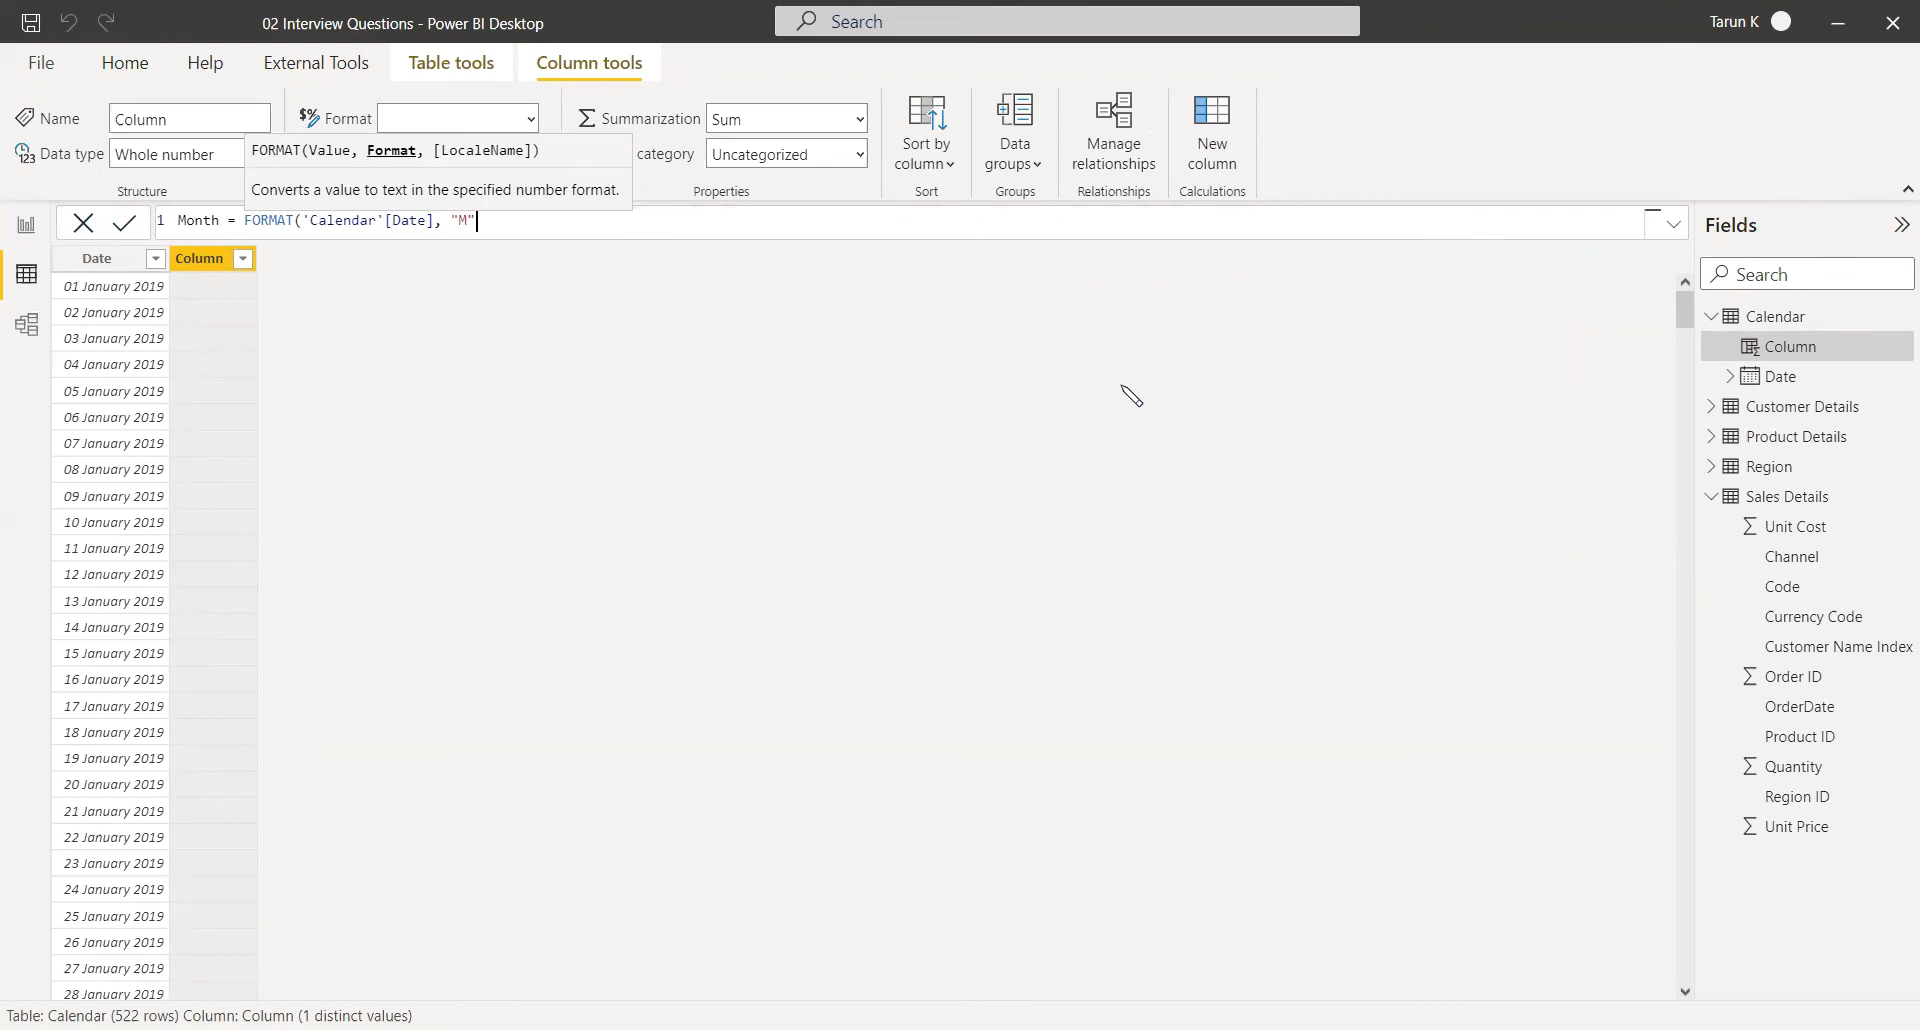 02 Interview Questions - Power BI Desktop
Search
Tarun K
File
Home
Help
External Tools
Table tools
Column tools
Name
Column
$% Format
Summarization
Sum
Data type
Whole number
category
Uncategorized
Structure
Properties
FORMAT(Value, Format, [LocaleName])
Converts a value to text in the specified number format.
Sort by
column
Sort
Data
groups
Groups
Manage
relationships
Relationships
New
column
Calculations
1 Month = FORMAT('Calendar'[Date], "M"
Date
Column
01 January 2019
02 January 2019
03 January 2019
04 January 2019
05 January 2019
06 January 2019
07 January 2019
08 January 2019
09 January 2019
10 January 2019
11 January 2019
12 January 2019
13 January 2019
14 January 2019
15 January 2019
16 January 2019
17 January 2019
18 January 2019
19 January 2019
20 January 2019
21 January 2019
22 January 2019
23 January 2019
24 January 2019
25 January 2019
26 January 2019
27 January 2019
28 January 2019
Fields
Search
Calendar
Column
Date
Customer Details
Product Details
Region
Sales Details
Unit Cost
Channel
Code
Currency Code
Customer Name Index
Order ID
OrderDate
Product ID
Quantity
Region ID
Unit Price
Table: Calendar (522 rows) Column: Column (1 distinct values)